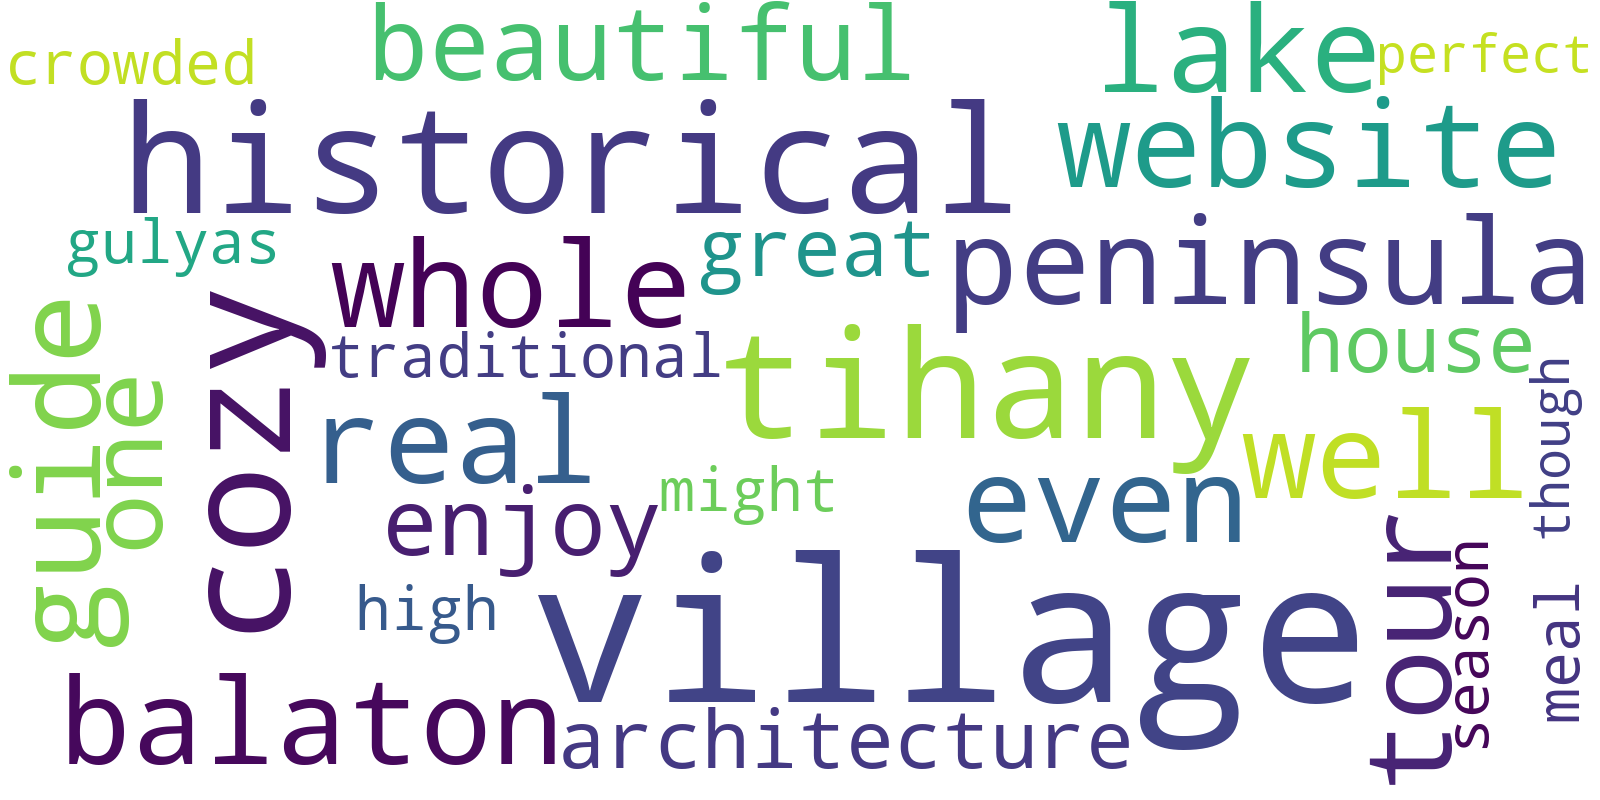 beautiful
lake
crowded
perfect
historical
website
gulyas
whole
great
peninsula
guide
one
cozy
traditional
tihany
house
real
well
though
might
even
enjoy
high
village
tour
season
meal
balaton
architecture